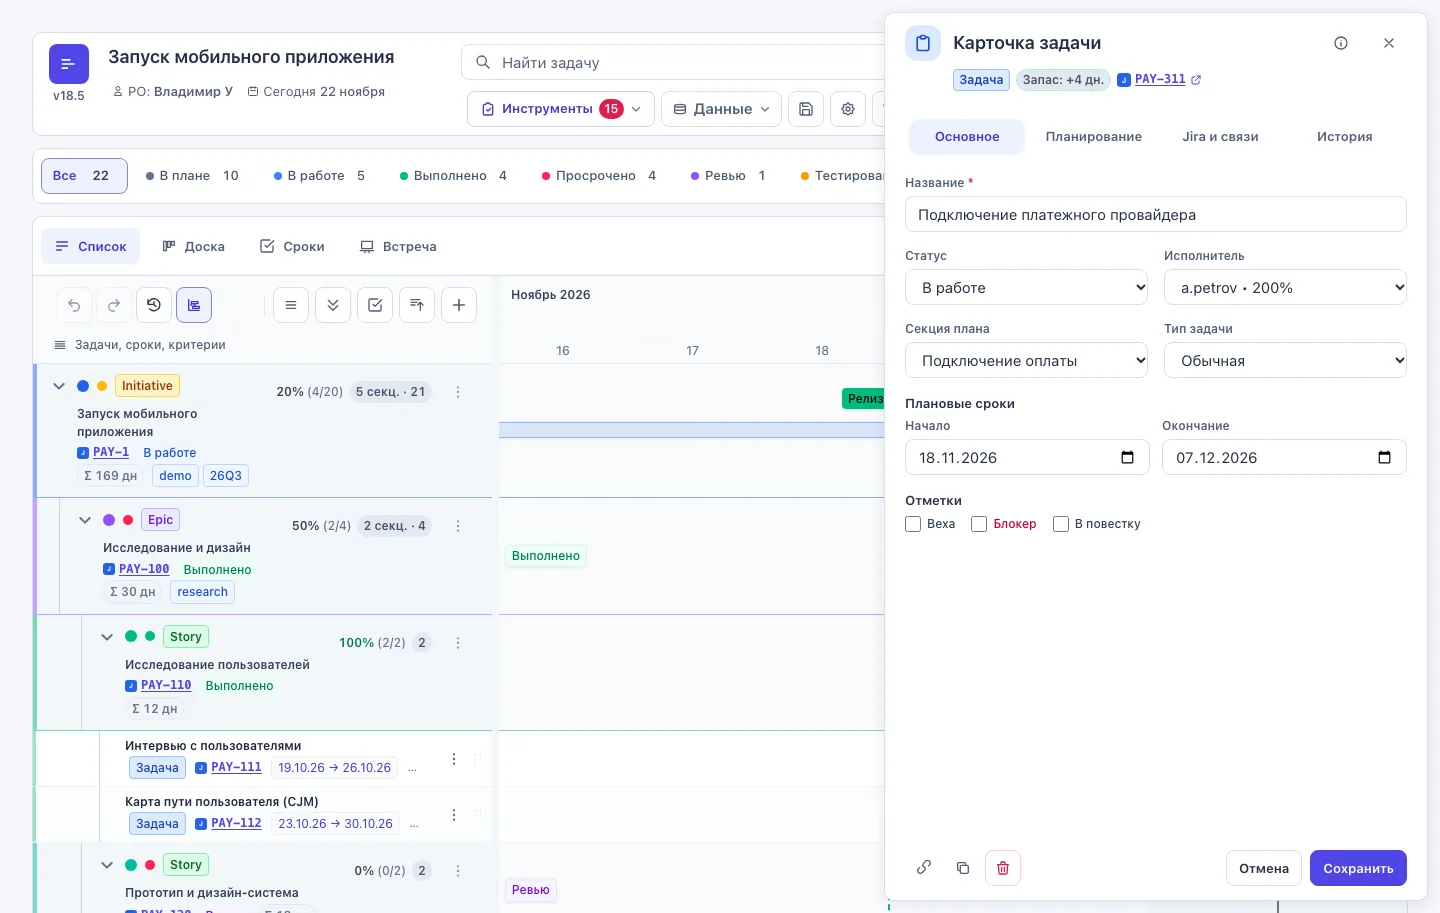 Запуск мобильного приложения
v18.5
PO: Владимир У
Сегодня 22 ноября
Найти задачу
Инструменты 15
Данные
Все 22
В плане 10
В работе 5
Выполнено 4
Просрочено 4
Ревью 1
Список
Доска
Сроки
Встреча
Задачи, сроки, критерии
Ноябрь 2026
16 17 18
Initiative
20% (4/20) 5 секц. · 21
Запуск мобильного
приложения
PAY-1 В работе
Σ 169 дн demo 26Q3
Epic
50% (2/4) 2 секц. · 4
Исследование и дизайн
PAY-100 Выполнено
Σ 30 дн research
Выполнено
Story
100% (2/2) 2
Исследование пользователей
PAY-110 Выполнено
Σ 12 дн
Интервью с пользователями
Задача PAY-111 19.10.26 → 26.10.26 ...
Карта пути пользователя (CJM)
Задача PAY-112 23.10.26 → 30.10.26 ...
Story
0% (0/2) 2
Прототип и дизайн-система
Ревью
Карточка задачи
Задача Запас: +4 дн. PAY-311
Основное
Планирование
Jira и связи
История
Название *
Подключение платежного провайдера
Статус
В работе
Исполнитель
a.petrov • 200%
Секция плана
Подключение оплаты
Тип задачи
Обычная
Плановые сроки
Начало
18.11.2026
Окончание
07.12.2026
Отметки
Веха
Блокер
В повестку
Отмена
Сохранить